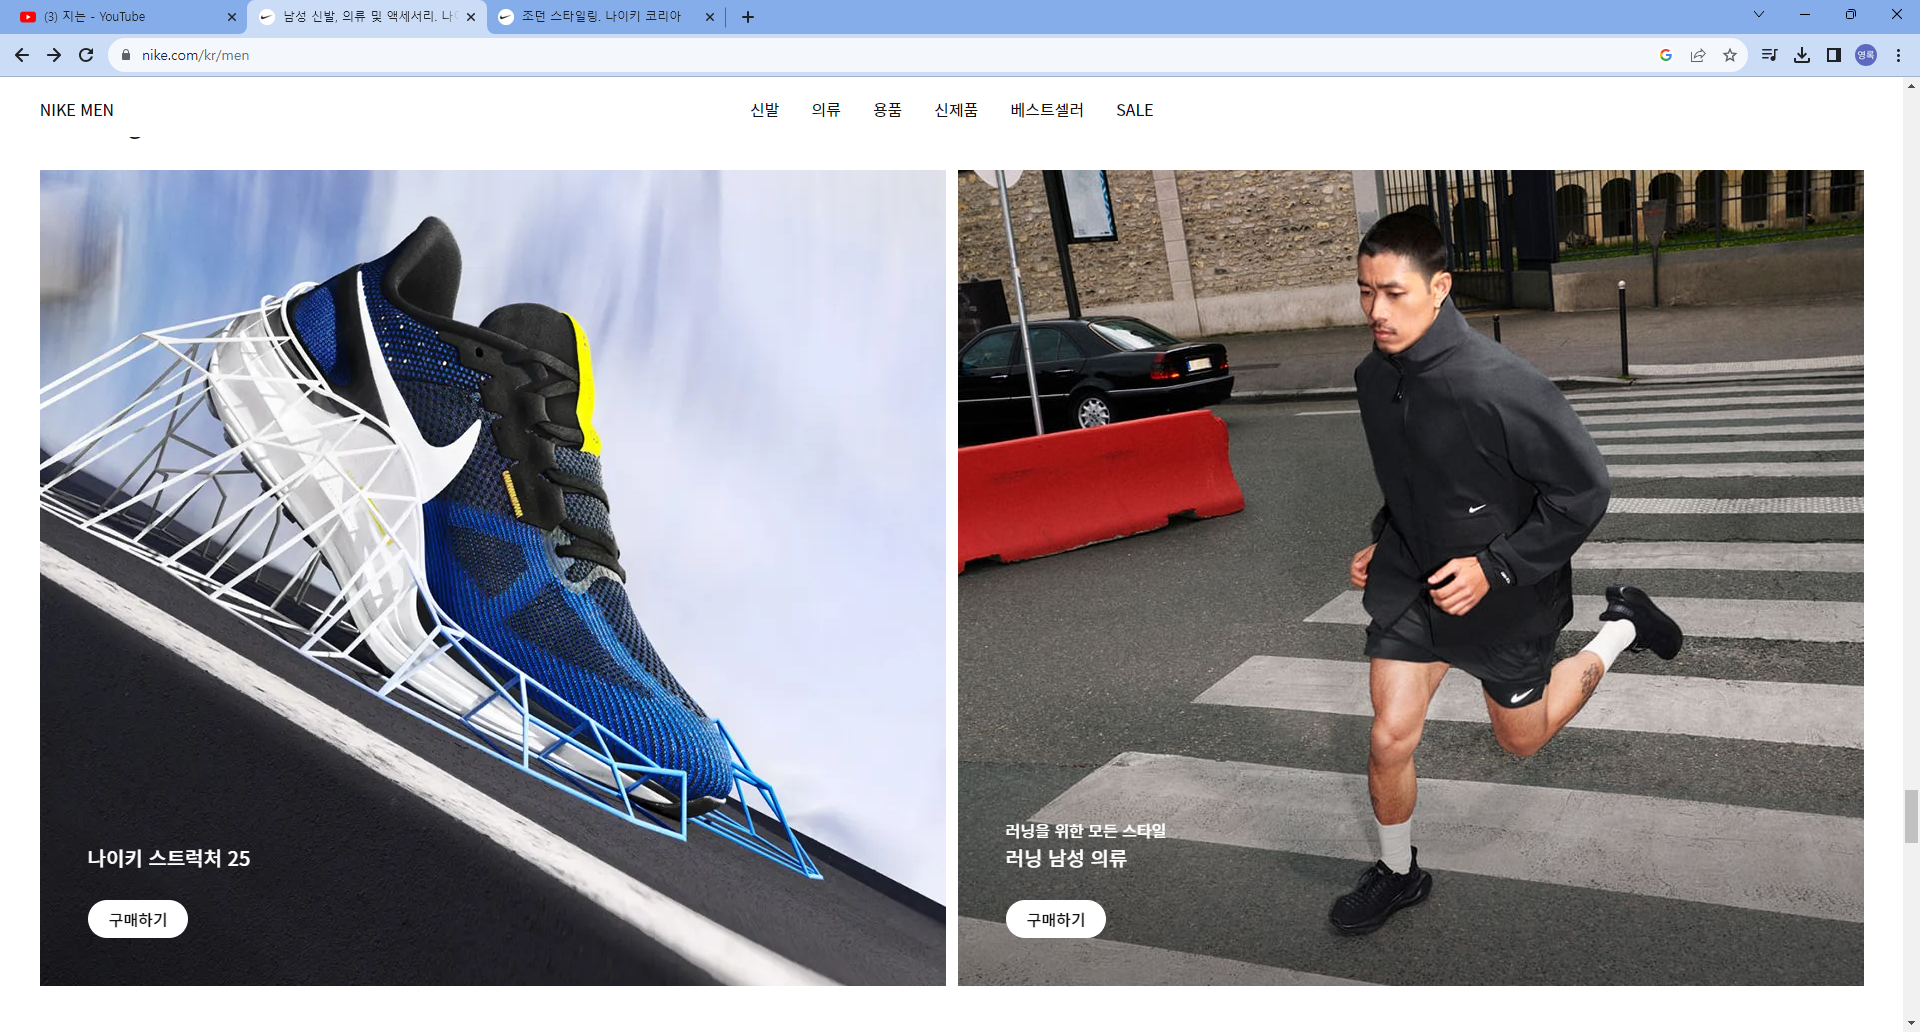 (3) 지는 - YouTube
남성 신발, 의류 및 액세서리. 나이
조던 스타일링. 나이키 코리아
nike.com/kr/men
영록
NIKE MEN
신발 의류 용품 신제품 베스트셀러 SALE
나이키 스트럭처 25
구매하기
러닝을 위한 모든 스타일
러닝 남성 의류
구매하기